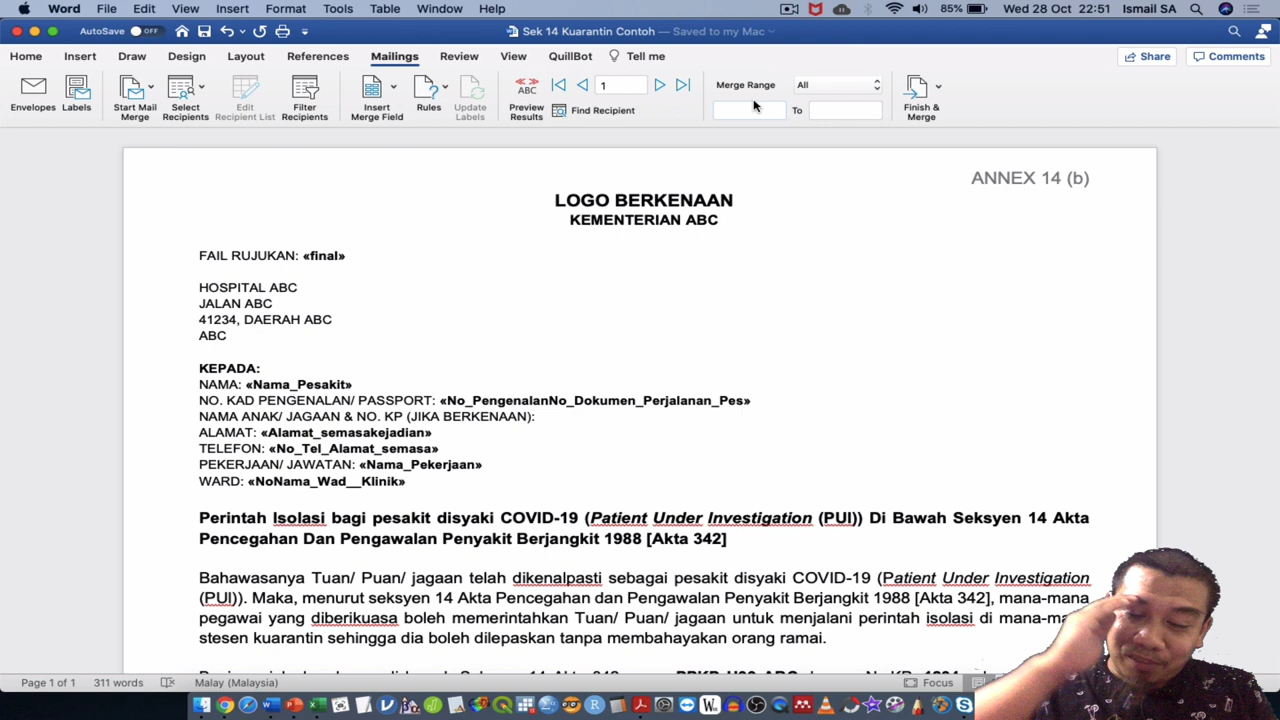 Word File Edit View Insert Format Tools Table Window Help 85% Wed 28 Oct 22:51 Ismail SA
AutoSave OFF Sek 14 Kuarantin Contoh — Saved to my Mac
Home Insert Draw Design Layout References Mailings Review View QuillBot Tell me Share Comments
Envelopes Labels Start Mail Merge Select Recipients Edit Recipient List Filter Recipients Insert Merge Field Rules Update Labels ABC Preview Results 1 Find Recipient Merge Range All To Finish & Merge
ANNEX 14 (b)
LOGO BERKENAAN
KEMENTERIAN ABC
FAIL RUJUKAN: «final»
HOSPITAL ABC
JALAN ABC
41234, DAERAH ABC
ABC
KEPADA:
NAMA: «Nama_Pesakit»
NO. KAD PENGENALAN/ PASSPORT: «No_PengenalanNo_Dokumen_Perjalanan_Pes»
NAMA ANAK/ JAGAAN & NO. KP (JIKA BERKENAAN):
ALAMAT: «Alamat_semasakejadian»
TELEFON: «No_Tel_Alamat_semasa»
PEKERJAAN/ JAWATAN: «Nama_Pekerjaan»
WARD: «NoNama_Wad__Klinik»
Perintah Isolasi bagi pesakit disyaki COVID-19 (Patient Under Investigation (PUI)) Di Bawah Seksyen 14 Akta
Pencegahan Dan Pengawalan Penyakit Berjangkit 1988 [Akta 342]
Bahawasanya Tuan/ Puan/ jagaan telah dikenalpasti sebagai pesakit disyaki COVID-19 (Patient Under Investigation
(PUI)). Maka, menurut seksyen 14 Akta Pencegahan dan Pengawalan Penyakit Berjangkit 1988 [Akta 342], mana-mana
pegawai yang diberikuasa boleh memerintahkan Tuan/ Puan/ jagaan untuk menjalani perintah isolasi di
stesen kuarantin sehingga dia boleh dilepaskan tanpa membahayakan orang ramai.
Page 1 of 1 311 words Malay (Malaysia) Focus